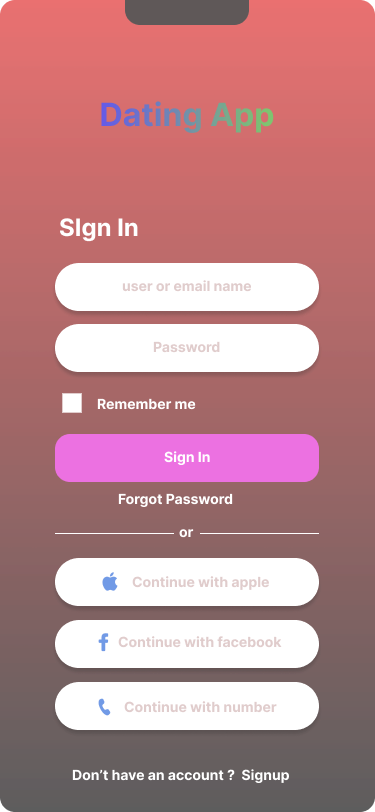 Dating App
SIgn In
user or email name
Password
Remember me
Sign In
Forgot Password
or
Continue with apple
Continue with facebook
Continue with number
Don’t have an account ? Signup